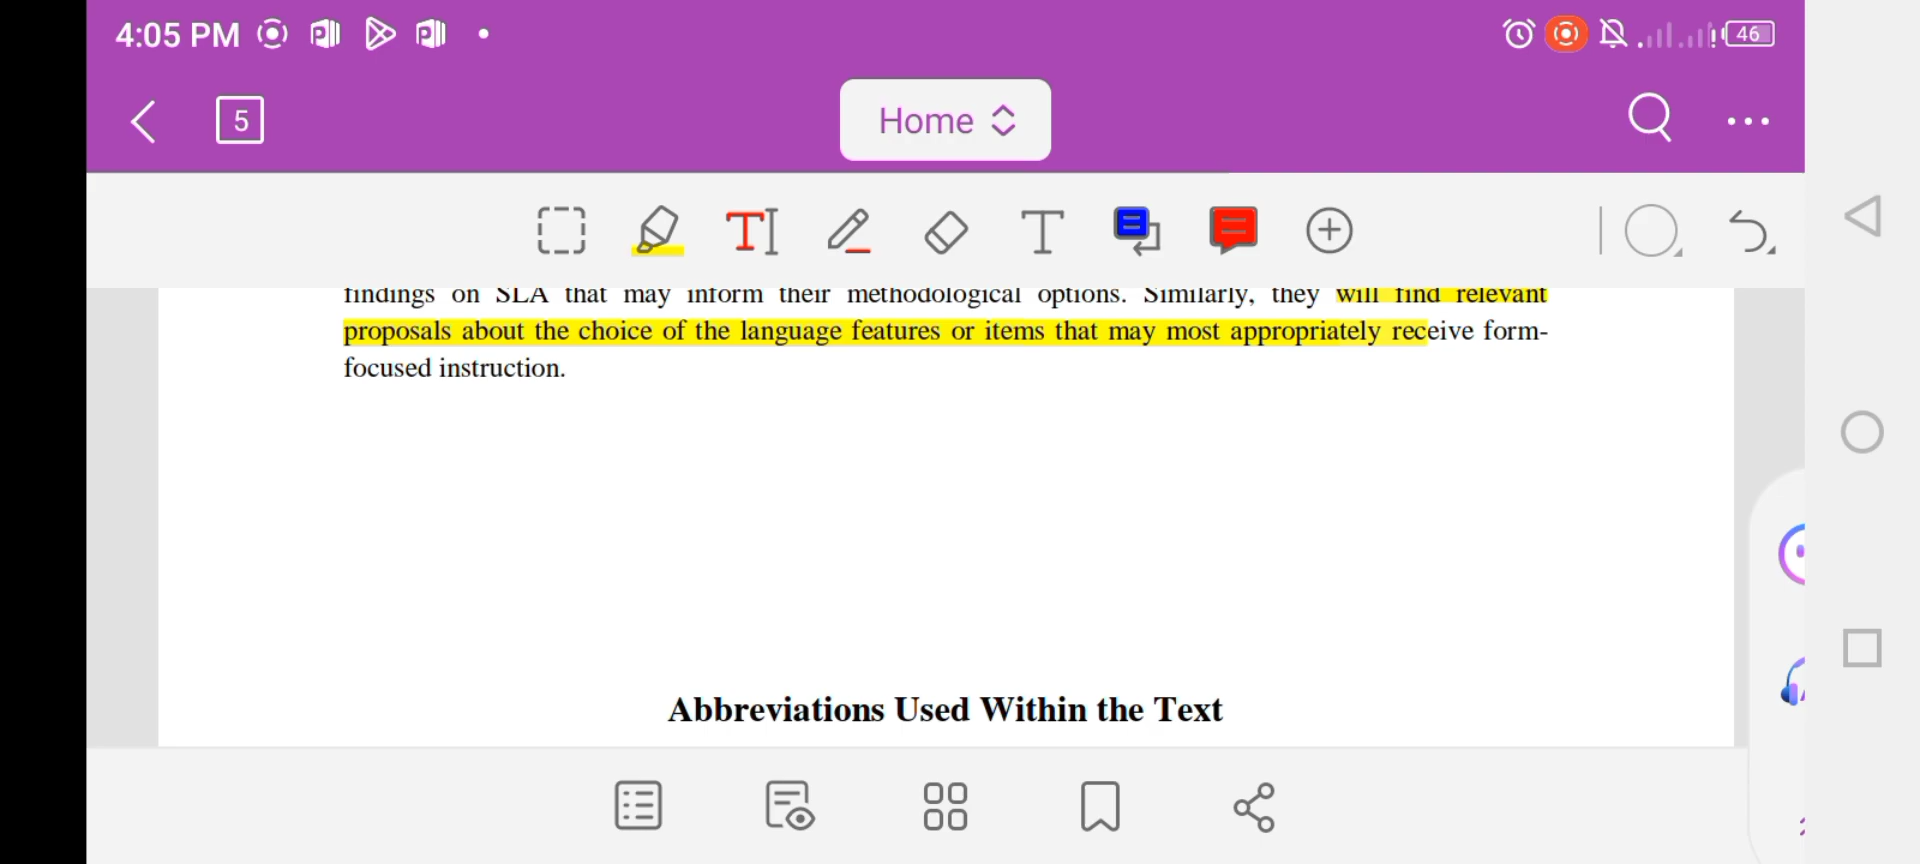 4:05 PM
46
5
Home
findings on SLA that may inform their methodological options. Similarly, they will find relevant
proposals about the choice of the language features or items that may most appropriately receive form-
focused instruction.
Abbreviations Used Within the Text